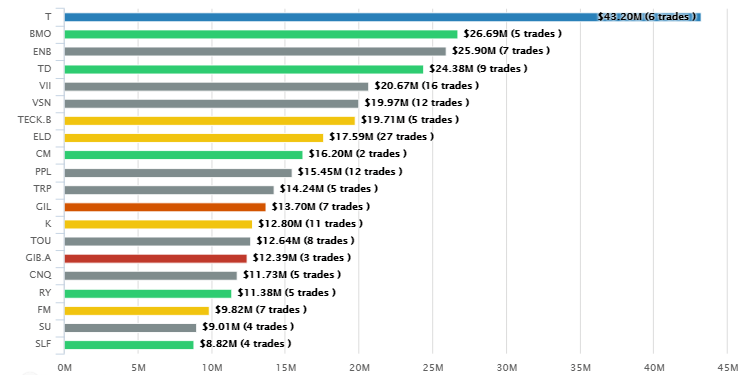 T $43.20M (6 trades )
BMO $26.69M (5 trades )
ENB $25.90M (7 trades )
TD $24.38M (9 trades )
VII $20.67M (16 trades )
VSN $19.97M (12 trades )
TECK.B $19.71M (5 trades )
ELD $17.59M (27 trades )
CM $16.20M (2 trades )
PPL $15.45M (12 trades )
TRP $14.24M (5 trades )
GIL $13.70M (7 trades )
K $12.80M (11 trades )
TOU $12.64M (8 trades )
GIB.A $12.39M (3 trades )
CNQ $11.73M (5 trades )
RY $11.38M (5 trades )
FM $9.82M (7 trades )
SU $9.01M (4 trades )
SLF $8.82M (4 trades )
0M 5M 10M 15M 20M 25M 30M 35M 40M 45M